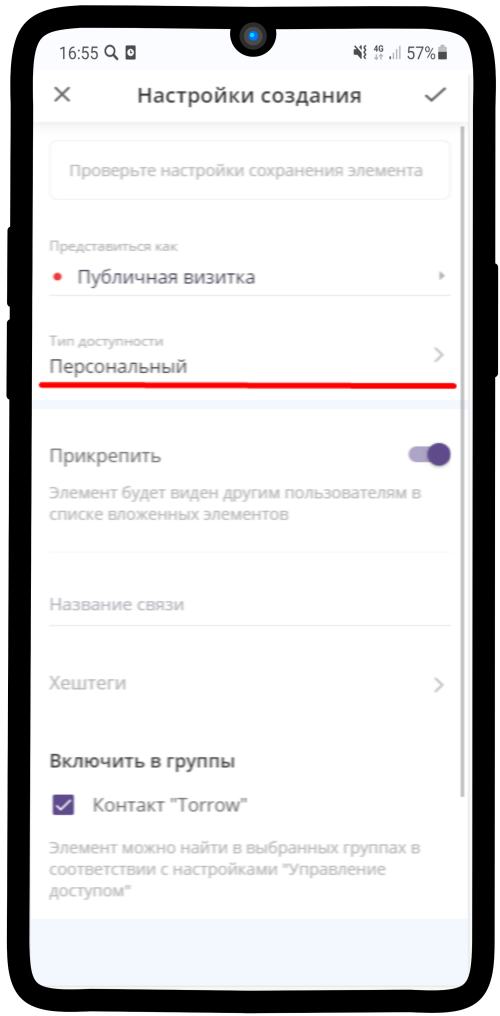 16:55 4G 57%
Настройки создания
Проверьте настройки сохранения элемента
Представиться как
Публичная визитка
Тип доступности
Персональный
Прикрепить
Элемент будет виден другим пользователям в
списке вложенных элементов
Название связи
Хештеги
Включить в группы
Контакт "Torrow"
Элемент можно найти в выбранных группах в
соответствии с настройками "Управление
доступом"